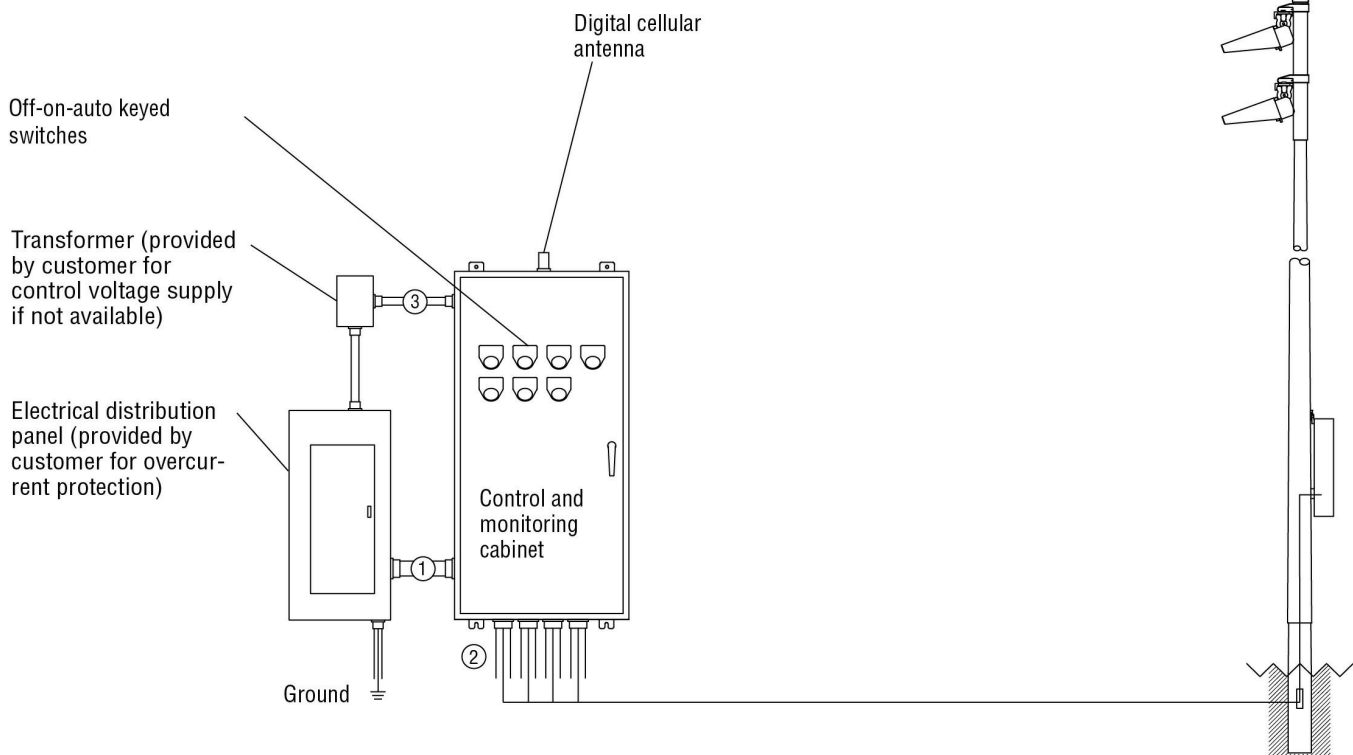 Digital cellular
antenna
Off-on-auto keyed
switches
Transformer (provided
by customer for
control voltage supply
if not available)
3
Electrical distribution
panel (provided by
customer for overcur-
rent protection)
Control and
monitoring
cabinet
1
2
Ground